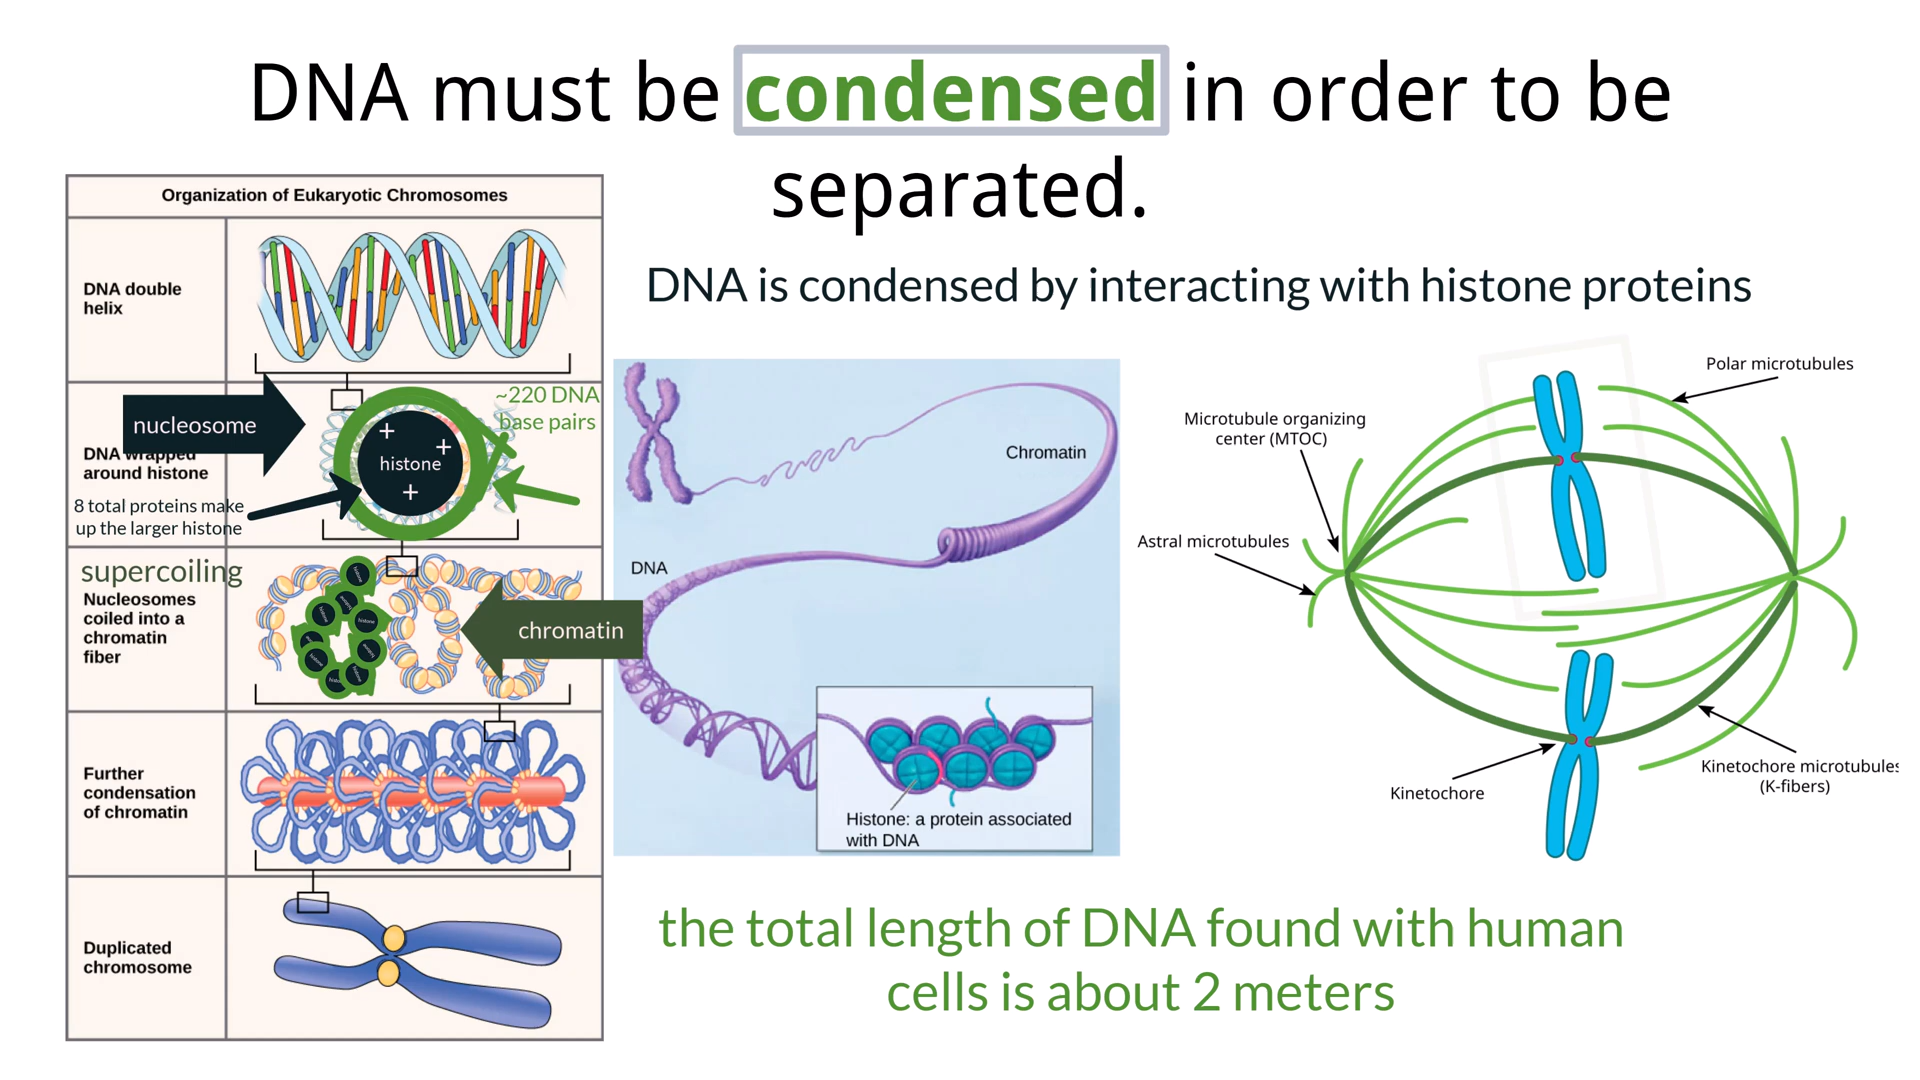 DNA must be condensed in order to be
separated.
Organization of Eukaryotic Chromosomes
DNA double
helix
nucleosome
DNA wrapped
around histone
8 total proteins make
up the larger histone
~220 DNA
base pairs
+
+
histone
+
supercoiling
Nucleosomes
coiled into a
chromatin
fiber
chromatin
Further
condensation
of chromatin
Duplicated
chromosome
DNA is condensed by interacting with histone proteins
Chromatin
DNA
Histone: a protein associated
with DNA
Polar microtubules
Microtubule organizing
center (MTOC)
Astral microtubules
Kinetochore
Kinetochore microtubules
(K-fibers)
the total length of DNA found with human
cells is about 2 meters